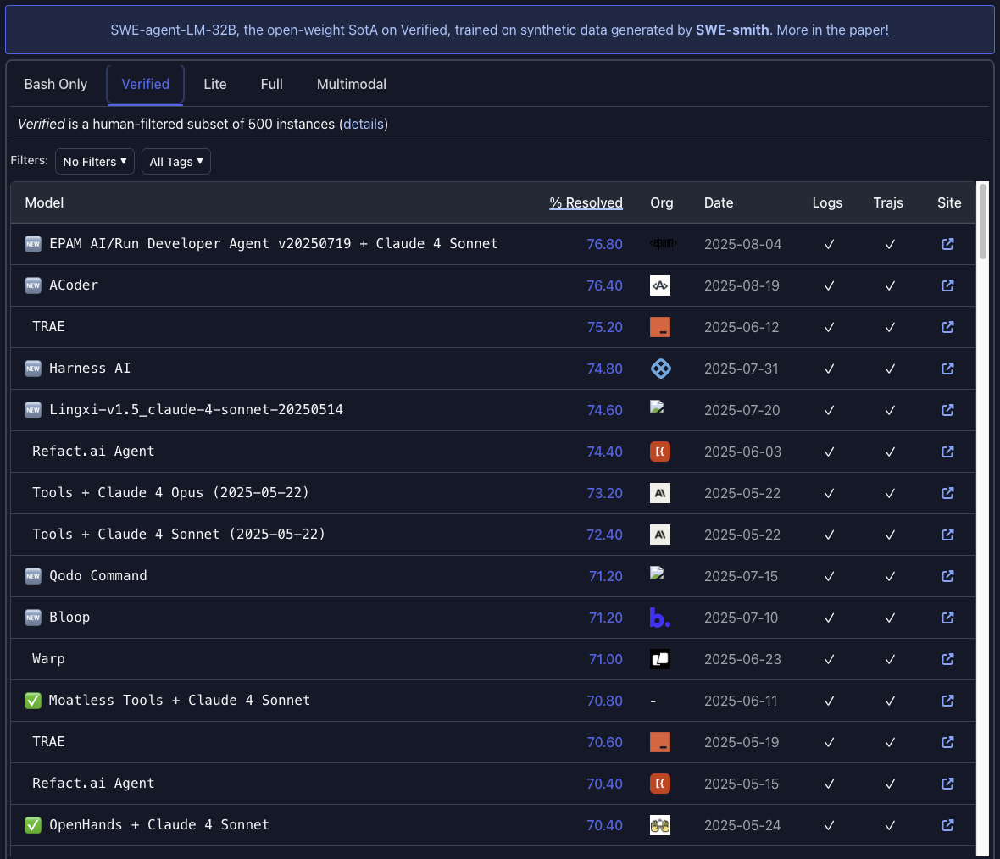 SWE-agent-LM-32B, the open-weight SotA on Verified, trained on synthetic data generated by SWE-smith. More in the paper!
Bash Only Verified Lite Full Multimodal
Verified is a human-filtered subset of 500 instances (details)
Filters: No Filters ▾ All Tags ▾
Model % Resolved Org Date Logs Trajs Site
NEW EPAM AI/Run Developer Agent v20250719 + Claude 4 Sonnet 76.80 <epam> 2025-08-04 ✓ ✓
NEW ACoder 76.40 <A> 2025-08-19 ✓ ✓
TRAE 75.20 2025-06-12 ✓ ✓
NEW Harness AI 74.80 2025-07-31 ✓ ✓
NEW Lingxi-v1.5_claude-4-sonnet-20250514 74.60 2025-07-20 ✓ ✓
Refact.ai Agent 74.40 [{ 2025-06-03 ✓ ✓
Tools + Claude 4 Opus (2025-05-22) 73.20 A\ 2025-05-22 ✓ ✓
Tools + Claude 4 Sonnet (2025-05-22) 72.40 A\ 2025-05-22 ✓ ✓
NEW Qodo Command 71.20 2025-07-15 ✓ ✓
NEW Bloop 71.20 b. 2025-07-10 ✓ ✓
Warp 71.00 2025-06-23 ✓ ✓
✅ Moatless Tools + Claude 4 Sonnet 70.80 - 2025-06-11 ✓ ✓
TRAE 70.60 2025-05-19 ✓ ✓
Refact.ai Agent 70.40 [{ 2025-05-15 ✓ ✓
✅ OpenHands + Claude 4 Sonnet 70.40 2025-05-24 ✓ ✓